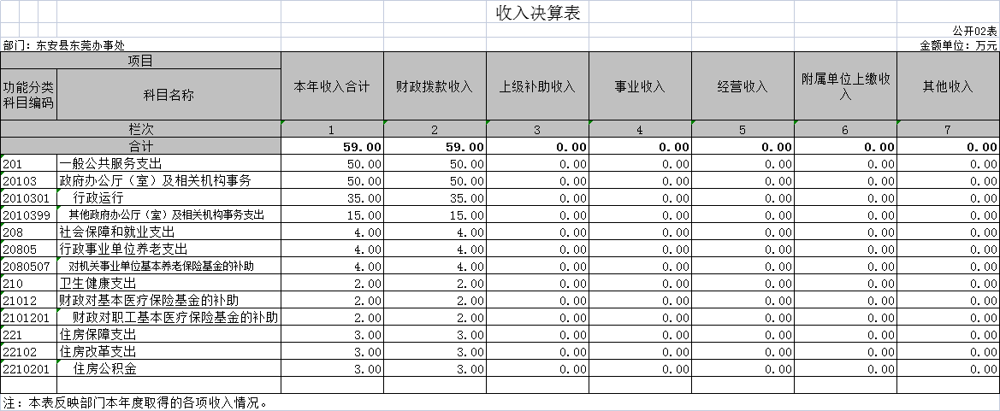 收入决算表
公开02表
部门：东安县东莞办事处 金额单位：万元
项目 本年收入合计 财政拨款收入 上级补助收入 事业收入 经营收入 附属单位上缴收入 其他收入
功能分类科目编码 科目名称
栏次 1 2 3 4 5 6 7
合计 59.00 59.00 0.00 0.00 0.00 0.00 0.00
201 一般公共服务支出 50.00 50.00 0.00 0.00 0.00 0.00 0.00
20103 政府办公厅（室）及相关机构事务 50.00 50.00 0.00 0.00 0.00 0.00 0.00
2010301 行政运行 35.00 35.00 0.00 0.00 0.00 0.00 0.00
2010399 其他政府办公厅（室）及相关机构事务支出 15.00 15.00 0.00 0.00 0.00 0.00 0.00
208 社会保障和就业支出 4.00 4.00 0.00 0.00 0.00 0.00 0.00
20805 行政事业单位养老支出 4.00 4.00 0.00 0.00 0.00 0.00 0.00
2080507 对机关事业单位基本养老保险基金的补助 4.00 4.00 0.00 0.00 0.00 0.00 0.00
210 卫生健康支出 2.00 2.00 0.00 0.00 0.00 0.00 0.00
21012 财政对基本医疗保险基金的补助 2.00 2.00 0.00 0.00 0.00 0.00 0.00
2101201 财政对职工基本医疗保险基金的补助 2.00 2.00 0.00 0.00 0.00 0.00 0.00
221 住房保障支出 3.00 3.00 0.00 0.00 0.00 0.00 0.00
22102 住房改革支出 3.00 3.00 0.00 0.00 0.00 0.00 0.00
2210201 住房公积金 3.00 3.00 0.00 0.00 0.00 0.00 0.00
注：本表反映部门本年度取得的各项收入情况。